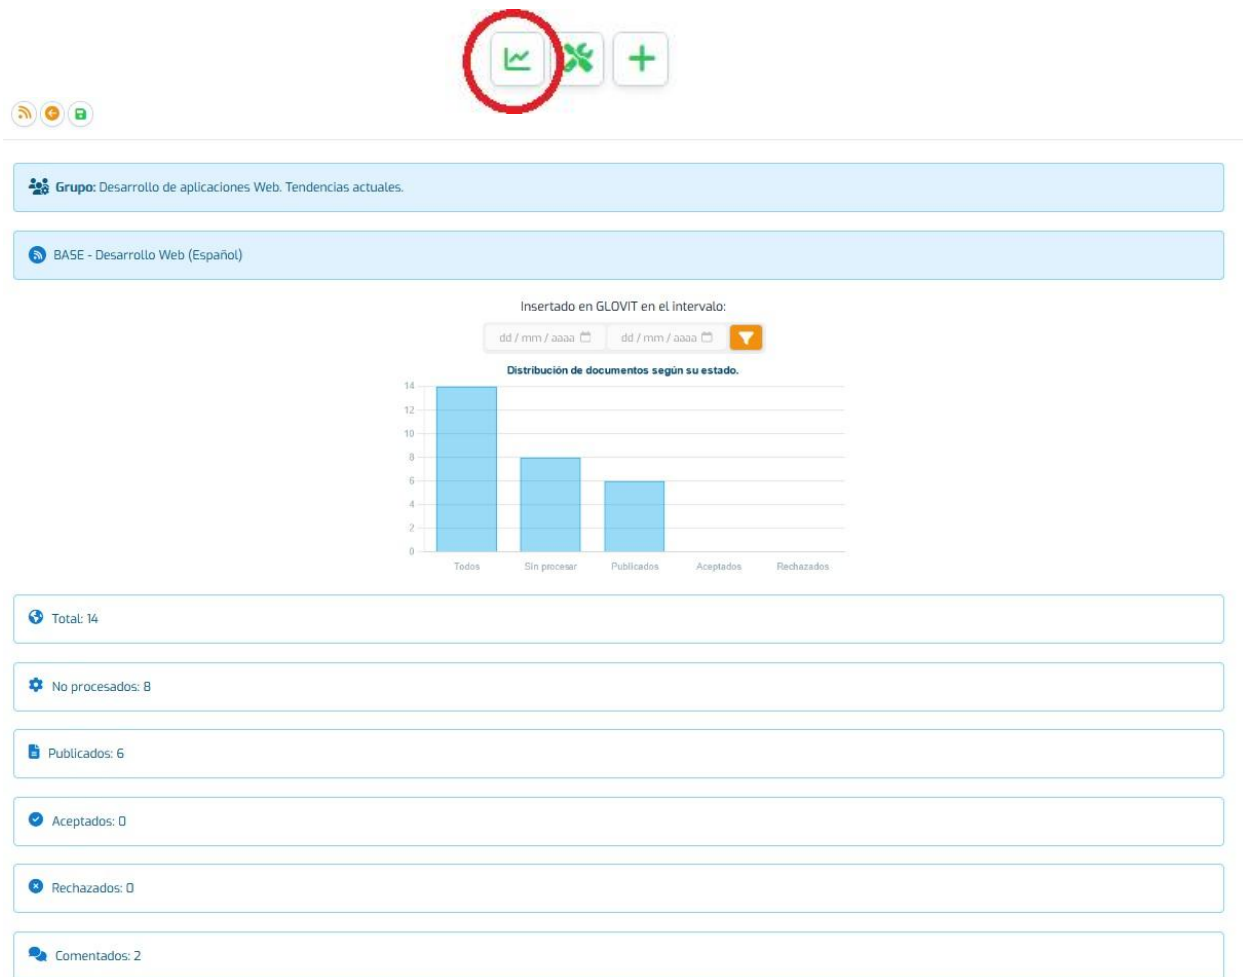 Grupo: Desarrollo de aplicaciones Web. Tendencias actuales.
BASE - Desarrollo Web (Español)
Insertado en GLOVIT en el intervalo:
dd / mm / aaaa dd / mm / aaaa
Distribución de documentos según su estado.
14
12
10
8
6
4
2
0
Todos Sin procesar Publicados Aceptados Rechazados
Total: 14
No procesados: 8
Publicados: 6
Aceptados: 0
Rechazados: 0
Comentados: 2